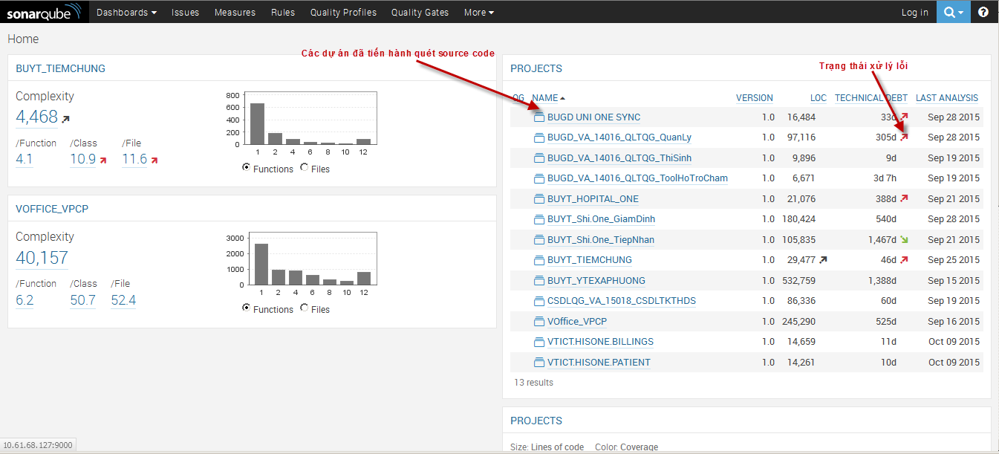 sonarqube Dashboards Issues Measures Rules Quality Profiles Quality Gates More Log in ?
Home
Các dự án đã tiến hành quét source code
Trạng thái xử lý lỗi
BUYT_TIEMCHUNG
Complexity
4,468
/Function /Class /File
4.1 10.9 11.6
800
600
400
200
0
1 2 4 6 8 10 12
Functions Files
VOFFICE_VPCP
Complexity
40,157
/Function /Class /File
6.2 50.7 52.4
3000
2000
1000
0
1 2 4 6 8 10 12
Functions Files
PROJECTS
QG NAME VERSION LOC TECHNICAL DEBT LAST ANALYSIS
BUGD UNI ONE SYNC 1.0 16,484 33d Sep 28 2015
BUGD_VA_14016_QLTQG_QuanLy 1.0 97,116 305d Sep 28 2015
BUGD_VA_14016_QLTQG_ThiSinh 1.0 9,896 9d Sep 19 2015
BUGD_VA_14016_QLTQG_ToolHoTroCham 1.0 6,671 3d 7h Sep 19 2015
BUYT_HOPITAL_ONE 1.0 21,076 388d Sep 21 2015
BUYT_Shi.One_GiamDinh 1.0 180,424 540d Sep 28 2015
BUYT_Shi.One_TiepNhan 1.0 105,835 1,467d Sep 21 2015
BUYT_TIEMCHUNG 1.0 29,477 46d Sep 25 2015
BUYT_YTEXAPHUONG 1.0 532,759 1,388d Sep 15 2015
CSDLQG_VA_15018_CSDLTKTHDS 1.0 86,336 60d Sep 19 2015
VOffice_VPCP 1.0 245,290 525d Sep 16 2015
VTICT.HISONE.BILLINGS 1.0 14,659 11d Oct 09 2015
VTICT.HISONE.PATIENT 1.0 14,261 10d Oct 09 2015
13 results
PROJECTS
Size: Lines of code Color: Coverage
10.61.68.127:9000